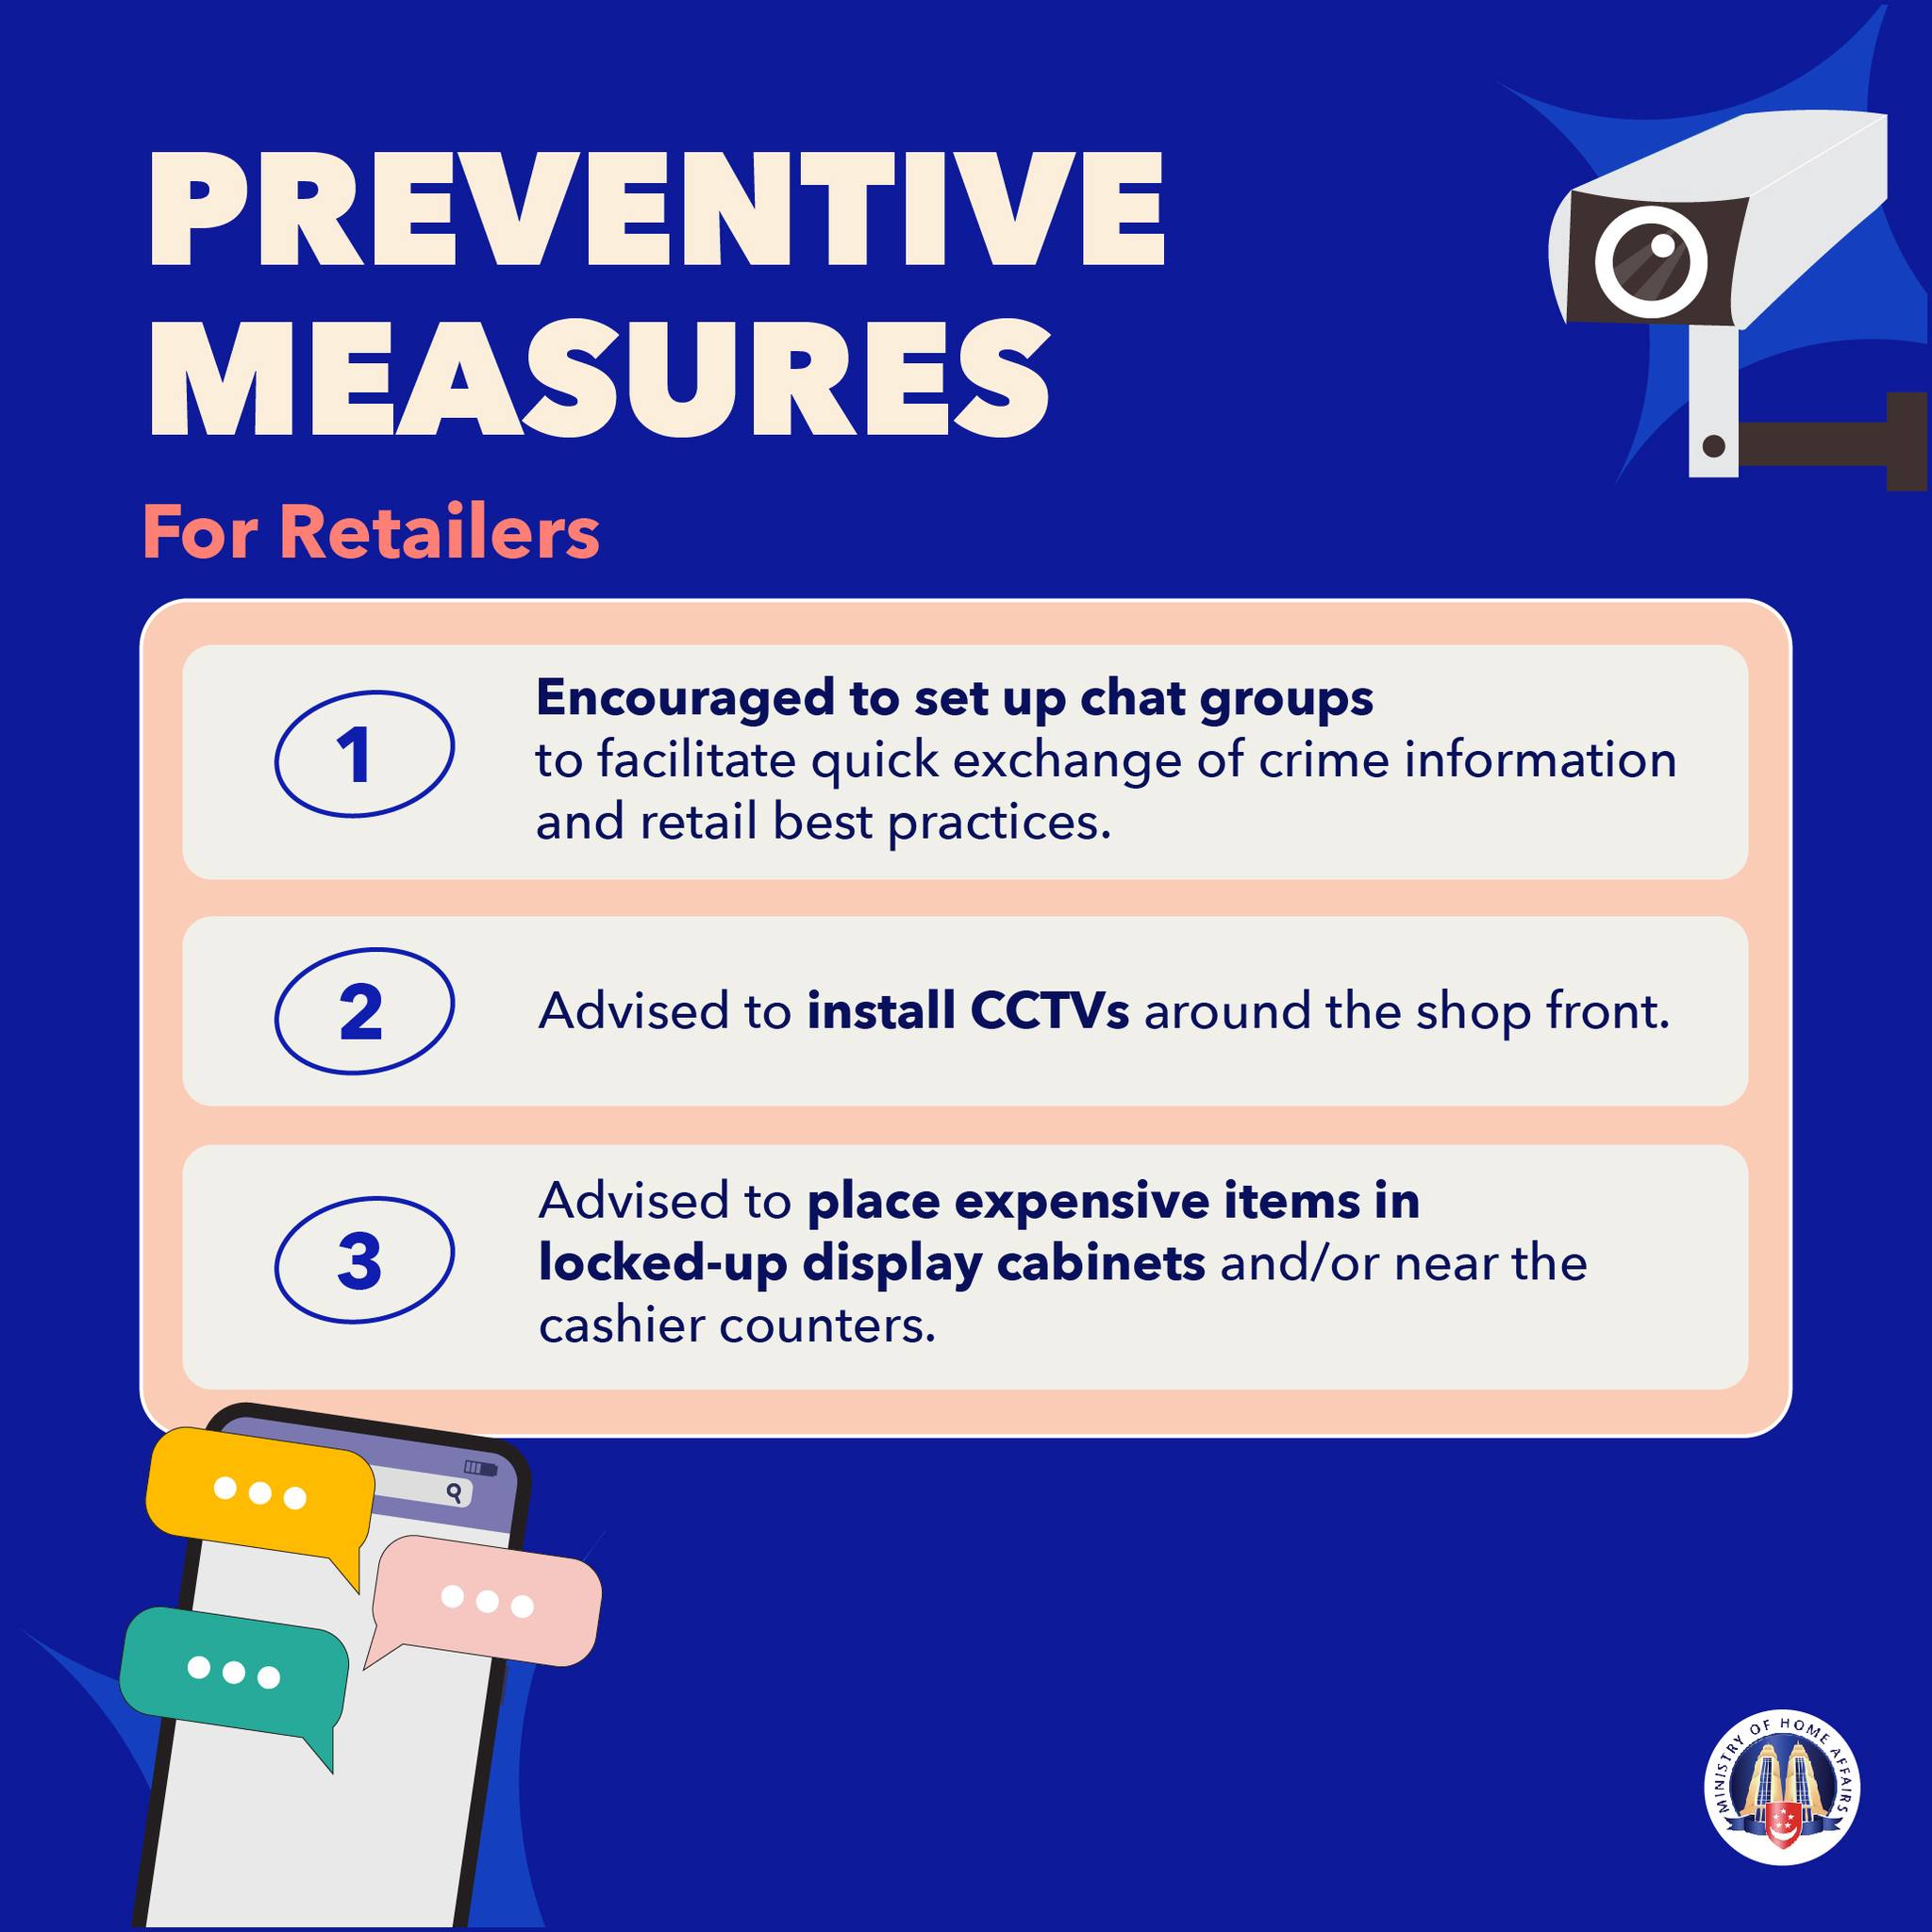 PREVENTIVE
MEASURES
For Retailers
1
Encouraged to set up chat groups
to facilitate quick exchange of crime information
and retail best practices.
2
Advised to install CCTVs around the shop front.
3
Advised to place expensive items in
locked-up display cabinets and/or near the
cashier counters.
MINISTRY OF HOME AFFAIRS